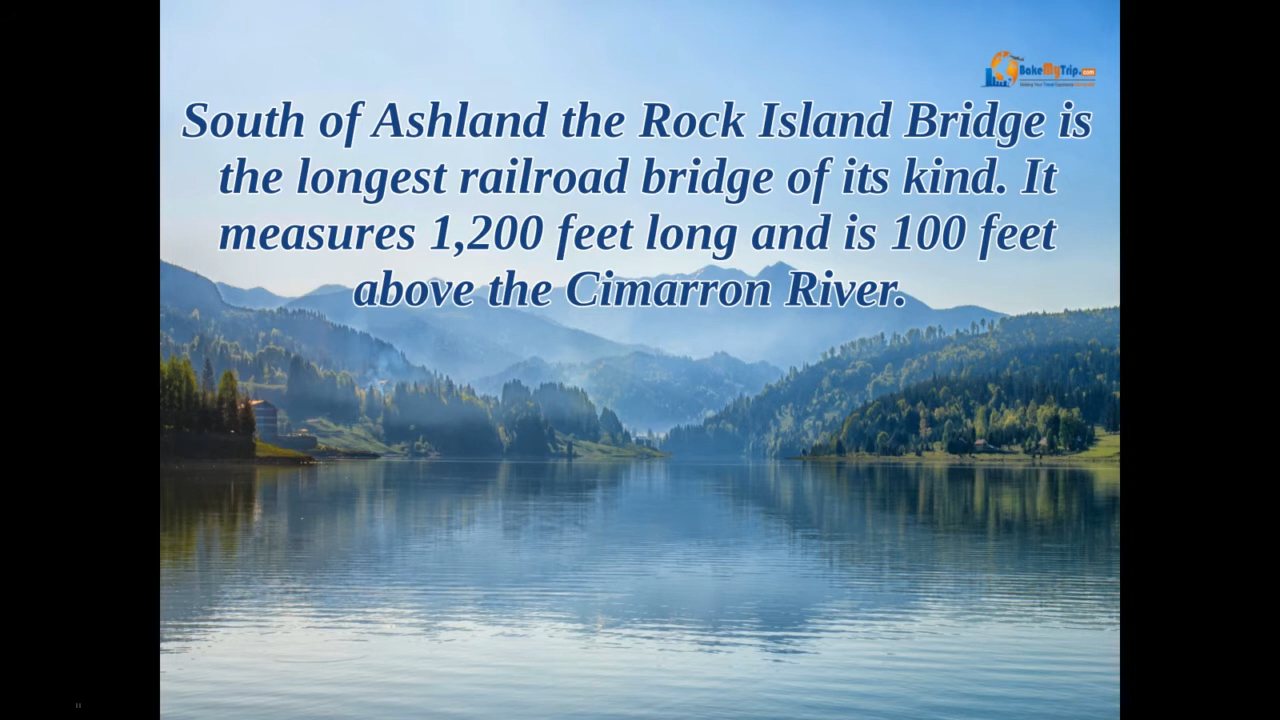 BakeMyTrip.com
South of Ashland the Rock Island Bridge is
the longest railroad bridge of its kind. It
measures 1,200 feet long and is 100 feet
above the Cimarron River.